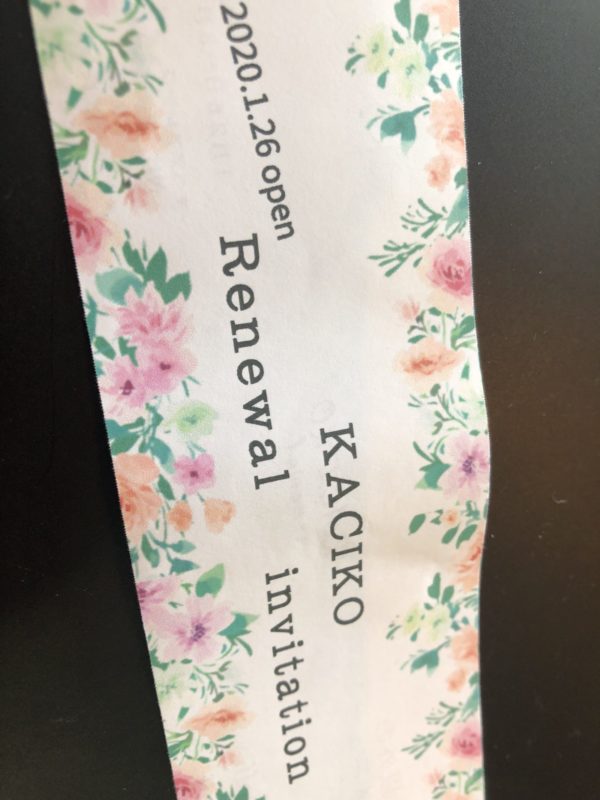 KACIKO
Renewal invitation
2020.1.26 open